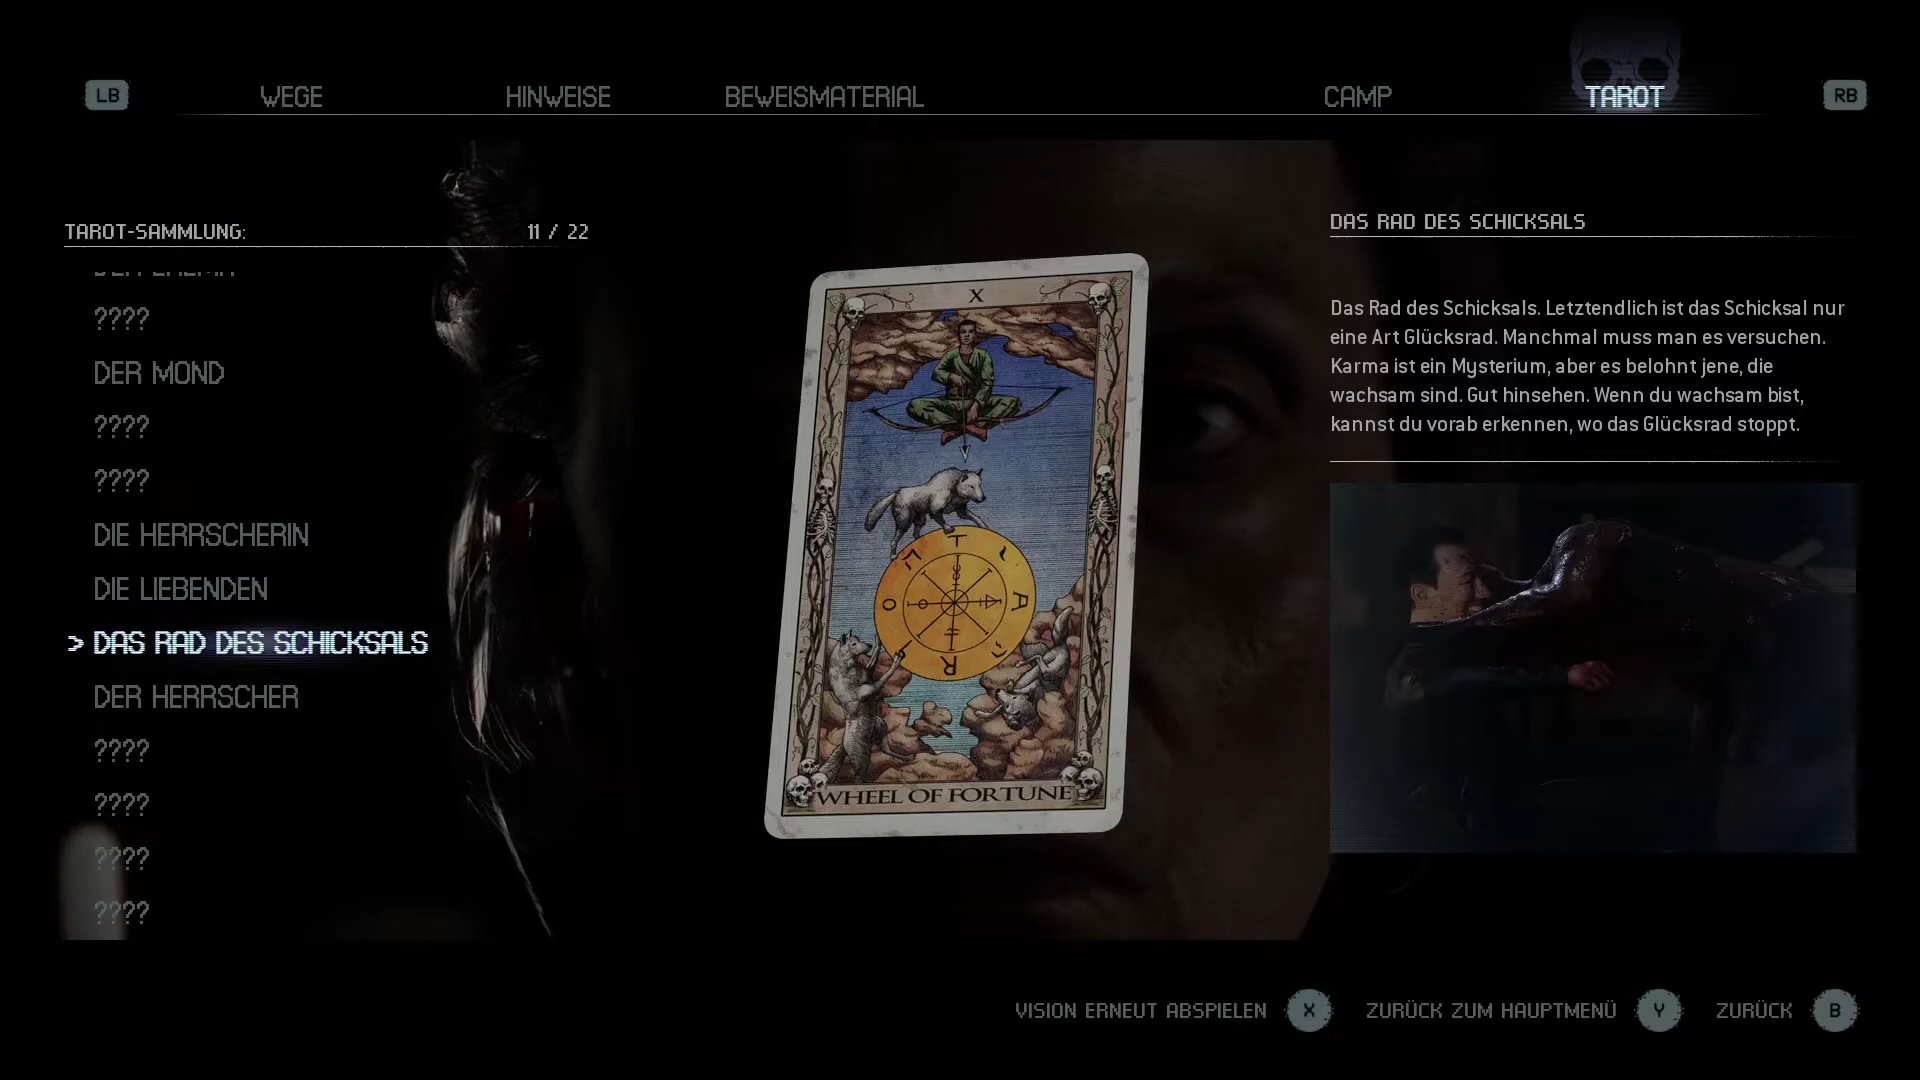 LB
WEGE
HINWEISE
BEWEISMATERIAL
CAMP
TAROT
RB
TAROT-SAMMLUNG:
11 / 22
????
DER MOND
????
????
DIE HERRSCHERIN
DIE LIEBENDEN
> DAS RAD DES SCHICKSALS
DER HERRSCHER
????
????
????
????
X
WHEEL OF FORTUNE
DAS RAD DES SCHICKSALS
Das Rad des Schicksals. Letztendlich ist das Schicksal nur
eine Art Glücksrad. Manchmal muss man es versuchen.
Karma ist ein Mysterium, aber es belohnt jene, die
wachsam sind. Gut hinsehen. Wenn du wachsam bist,
kannst du vorab erkennen, wo das Glücksrad stoppt.
VISION ERNEUT ABSPIELEN X
ZURÜCK ZUM HAUPTMENÜ Y
ZURÜCK B